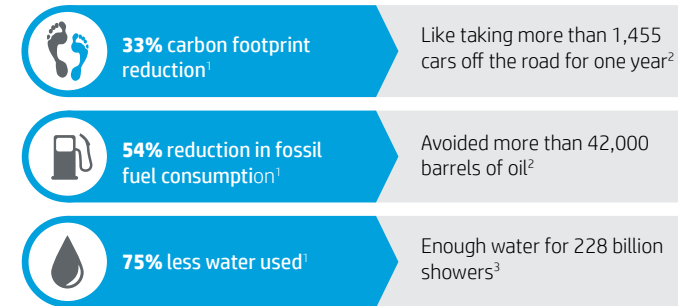 33% carbon footprint
reduction¹
Like taking more than 1,455
cars off the road for one year²
54% reduction in fossil
fuel consumption¹
Avoided more than 42,000
barrels of oil²
75% less water used¹
Enough water for 228 billion
showers³